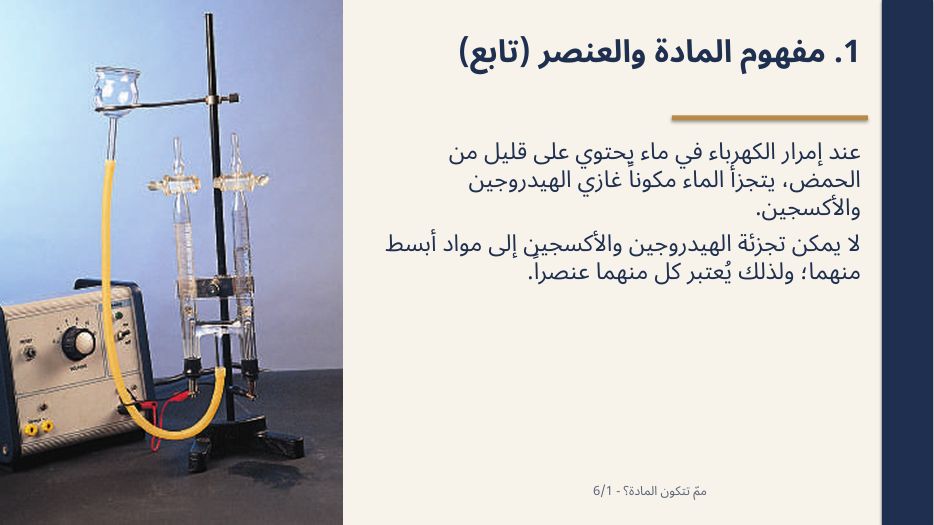 1. مفهوم المادة والعنصر (تابع)
عند إمرار الكهرباء في ماء يحتوي على قليل من
الحمض، يتجزأ الماء مكوناً غازي الهيدروجين
والأكسجين.
لا يمكن تجزئة الهيدروجين والأكسجين إلى مواد أبسط
منهما؛ ولذلك يُعتبر كل منهما عنصراً.
ممّ تتكون المادة؟ - 6/1